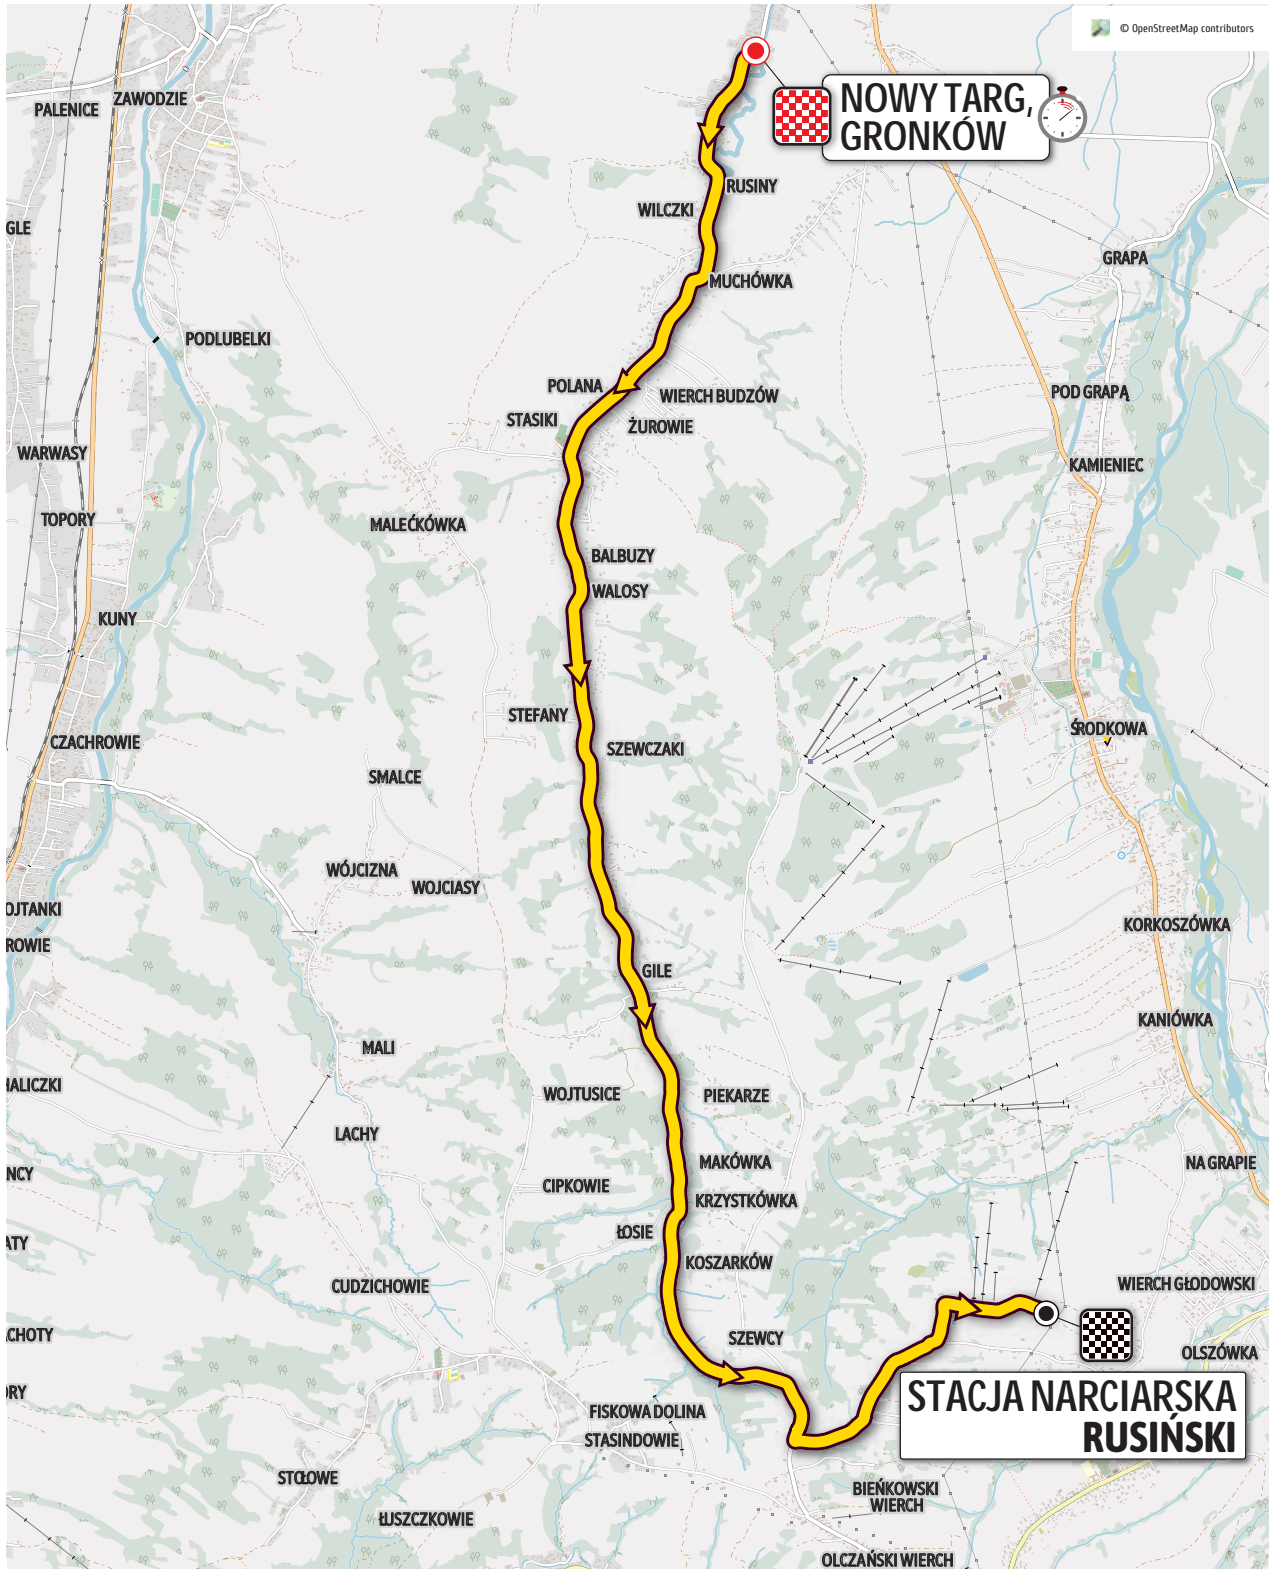 © OpenStreetMap contributors
NOWY TARG,
GRONKÓW
PALENICE
ZAWODZIE
RUSINY
WILCZKI
GLE
GRAPA
MUCHÓWKA
PODLUBELKI
POLANA
WIERCH BUDZÓW
POD GRAPĄ
STASIKI
ŻUROWIE
WARWASY
KAMIENIEC
TOPORY
MALEĆKÓWKA
BALBUZY
WALOSY
KUNY
STEFANY
ŚRODKOWA
CZACHROWIE
SZEWCZAKI
SMALCE
WÓJCIZNA
WOJCIASY
OJTANKI
KORKOSZÓWKA
ROWIE
GILE
KANIÓWKA
MALI
HALICZKI
WOJTUSICE
PIEKARZE
LACHY
MAKÓWKA
NA GRAPIE
NCY
CIPKOWIE
KRZYSTKÓWKA
ŁOSIE
ATY
KOSZARKÓW
CUDZICHOWIE
WIERCH GŁODOWSKI
CHOTY
SZEWCY
OLSZÓWKA
ORY
STACJA NARCIARSKA
RUSIŃSKI
FISKOWA DOLINA
STASINDOWIE
STOŁOWE
BIEŃKOWSKI
WIERCH
ŁUSZCZKOWIE
OLCZAŃSKI WIERCH